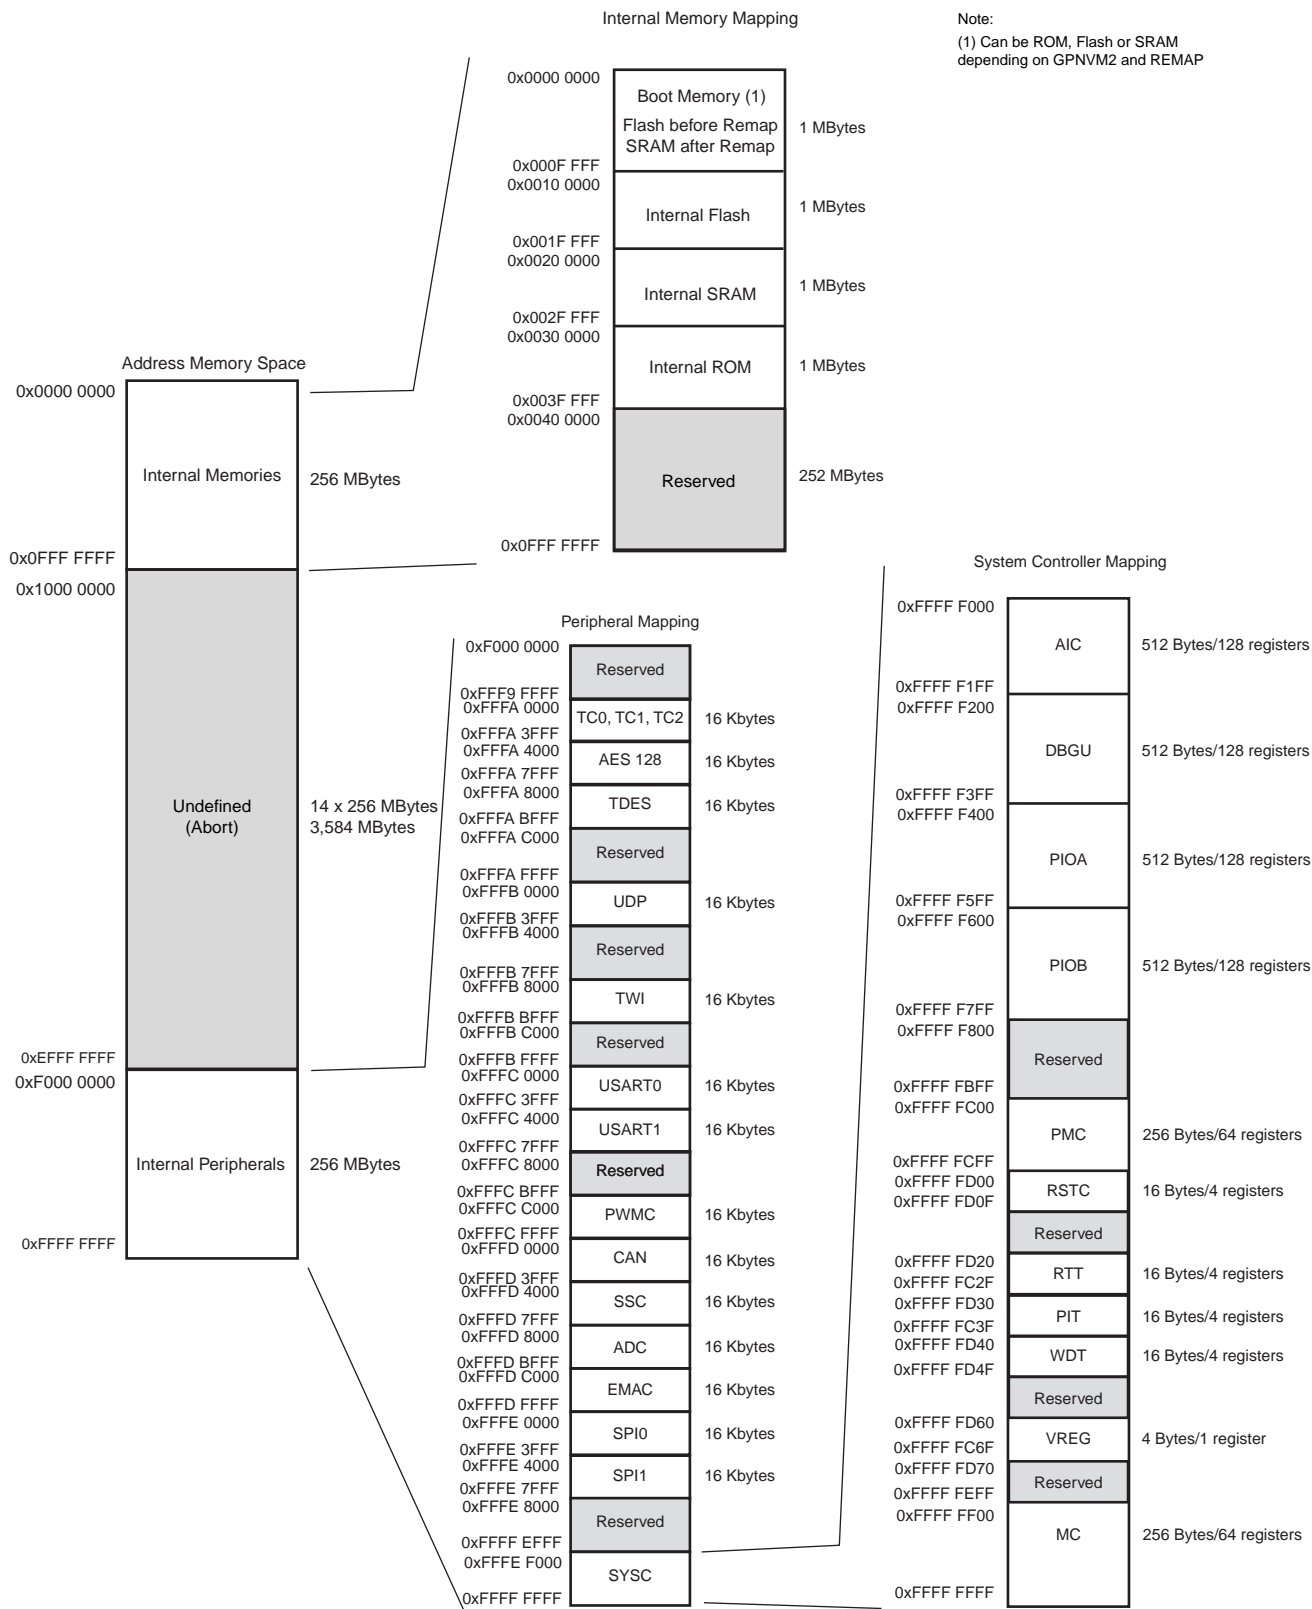 Internal Memory Mapping
Note:
(1) Can be ROM, Flash or SRAM
depending on GPNVM2 and REMAP
0x0000 0000
Boot Memory (1)
Flash before Remap
SRAM after Remap
1 MBytes
0x000F FFF
0x0010 0000
Internal Flash
1 MBytes
0x001F FFF
0x0020 0000
Internal SRAM
1 MBytes
0x002F FFF
0x0030 0000
Internal ROM
1 MBytes
0x003F FFF
0x0040 0000
Reserved
252 MBytes
0x0FFF FFFF
Address Memory Space
0x0000 0000
Internal Memories
256 MBytes
0x0FFF FFFF
0x1000 0000
Undefined
(Abort)
14 x 256 MBytes
3,584 MBytes
0xEFFF FFFF
0xF000 0000
Internal Peripherals
256 MBytes
0xFFFF FFFF
Peripheral Mapping
0xF000 0000
Reserved
0xFFF9 FFFF
0xFFFA 0000
TC0, TC1, TC2
16 Kbytes
0xFFFA 3FFF
0xFFFA 4000
AES 128
16 Kbytes
0xFFFA 7FFF
0xFFFA 8000
TDES
16 Kbytes
0xFFFA BFFF
0xFFFA C000
Reserved
0xFFFA FFFF
0xFFFB 0000
UDP
16 Kbytes
0xFFFB 3FFF
0xFFFB 4000
Reserved
0xFFFB 7FFF
0xFFFB 8000
TWI
16 Kbytes
0xFFFB BFFF
0xFFFB C000
Reserved
0xFFFB FFFF
0xFFFC 0000
USART0
16 Kbytes
0xFFFC 3FFF
0xFFFC 4000
USART1
16 Kbytes
0xFFFC 7FFF
0xFFFC 8000
Reserved
0xFFFC BFFF
0xFFFC C000
PWMC
16 Kbytes
0xFFFC FFFF
0xFFFD 0000
CAN
16 Kbytes
0xFFFD 3FFF
0xFFFD 4000
SSC
16 Kbytes
0xFFFD 7FFF
0xFFFD 8000
ADC
16 Kbytes
0xFFFD BFFF
0xFFFD C000
EMAC
16 Kbytes
0xFFFD FFFF
0xFFFE 0000
SPI0
16 Kbytes
0xFFFE 3FFF
0xFFFE 4000
SPI1
16 Kbytes
0xFFFE 7FFF
0xFFFE 8000
Reserved
0xFFFF EFFF
0xFFFE F000
SYSC
0xFFFF FFFF
System Controller Mapping
0xFFFF F000
AIC
512 Bytes/128 registers
0xFFFF F1FF
0xFFFF F200
DBGU
512 Bytes/128 registers
0xFFFF F3FF
0xFFFF F400
PIOA
512 Bytes/128 registers
0xFFFF F5FF
0xFFFF F600
PIOB
512 Bytes/128 registers
0xFFFF F7FF
0xFFFF F800
Reserved
0xFFFF FBFF
0xFFFF FC00
PMC
256 Bytes/64 registers
0xFFFF FCFF
0xFFFF FD00
RSTC
16 Bytes/4 registers
0xFFFF FD0F
Reserved
0xFFFF FD20
RTT
16 Bytes/4 registers
0xFFFF FC2F
0xFFFF FD30
PIT
16 Bytes/4 registers
0xFFFF FC3F
0xFFFF FD40
WDT
16 Bytes/4 registers
0xFFFF FD4F
Reserved
0xFFFF FD60
VREG
4 Bytes/1 register
0xFFFF FC6F
0xFFFF FD70
Reserved
0xFFFF FEFF
0xFFFF FF00
MC
256 Bytes/64 registers
0xFFFF FFFF